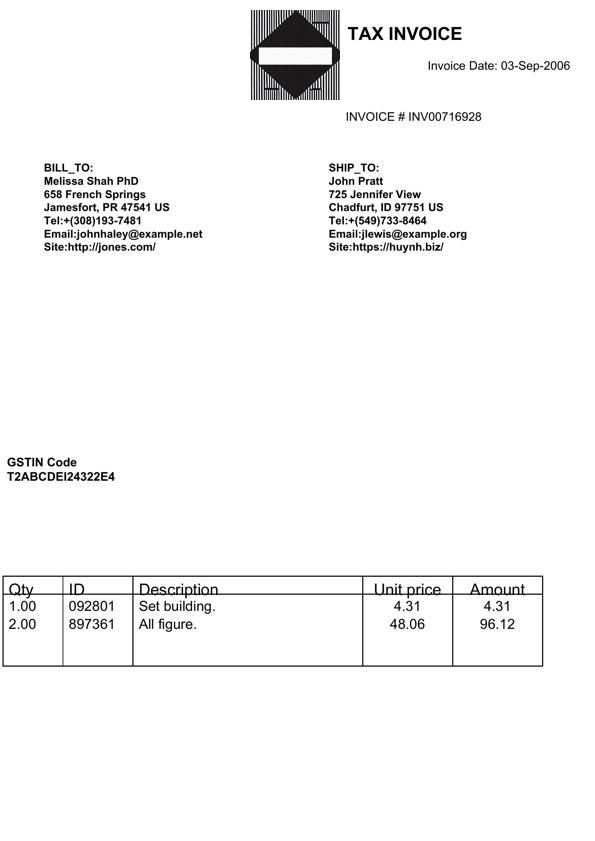 TAX INVOICE
Invoice Date: 03-Sep-2006
INVOICE # INV00716928
BILL_TO:
Melissa Shah PhD
658 French Springs
Jamesfort, PR 47541 US
Tel:+(308)193-7481
Email:johnhaley@example.net
Site:http://jones.com/
SHIP_TO:
John Pratt
725 Jennifer View
Chadfurt, ID 97751 US
Tel:+(549)733-8464
Email:jlewis@example.org
Site:https://huynh.biz/
GSTIN Code
T2ABCDEI24322E4
Qty ID Description Unit price Amount
1.00 092801 Set building. 4.31 4.31
2.00 897361 All figure. 48.06 96.12